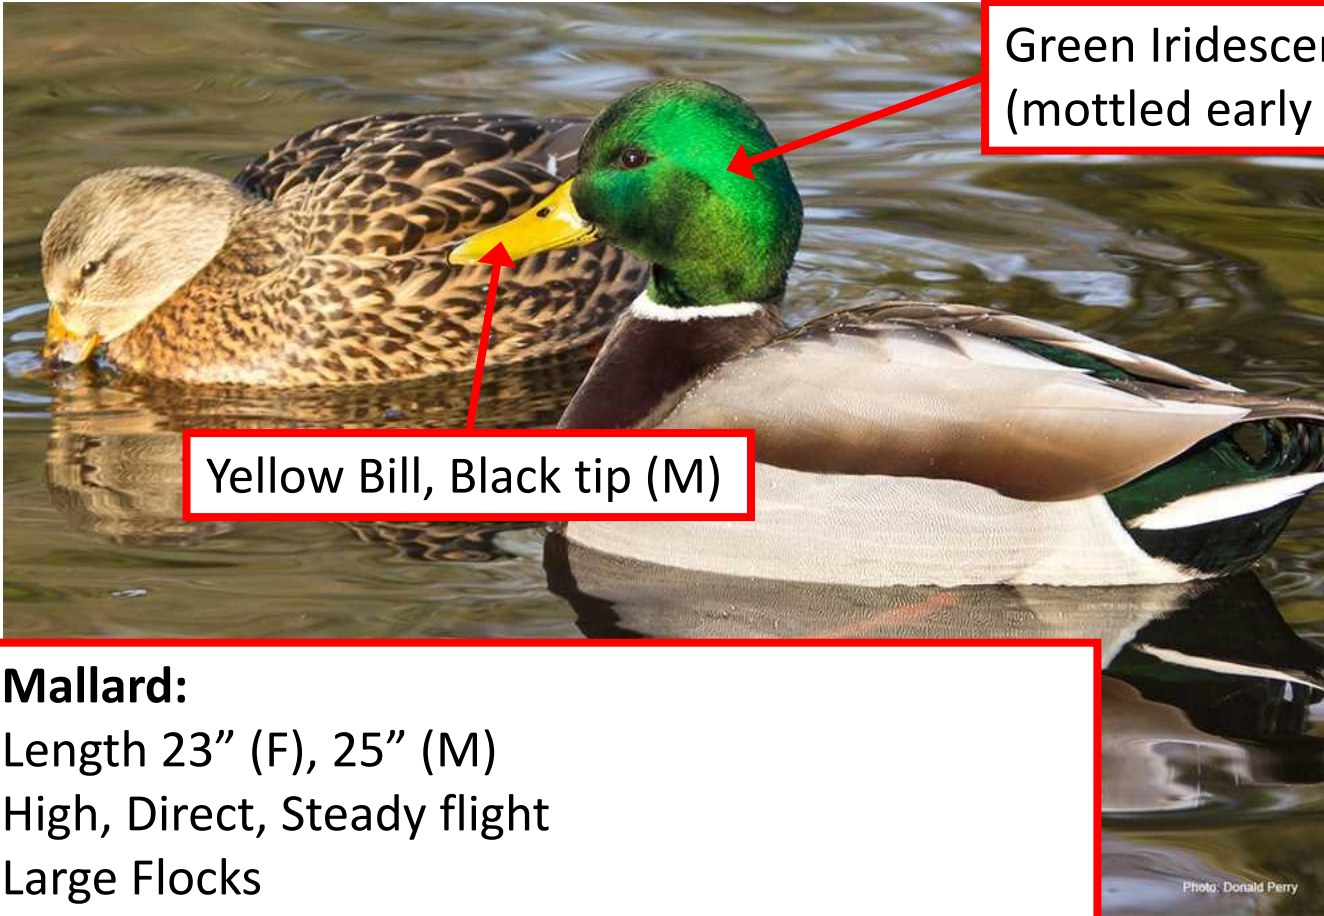 Green
(mottled early
Yellow Bill, Black tip (M)
Mallard:
Length 23” (F), 25” (M)
High, Direct, Steady flight
Large Flocks
Photo: Donald Perry